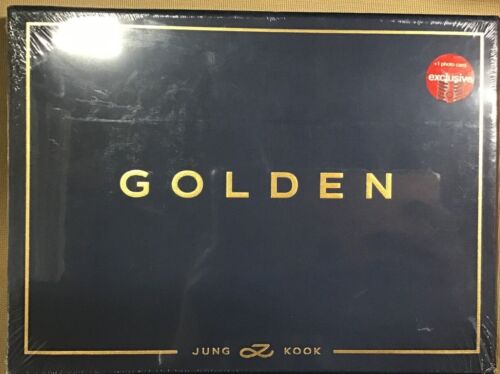 +1 photo card
exclusive
GOLDEN
JUNG KOOK